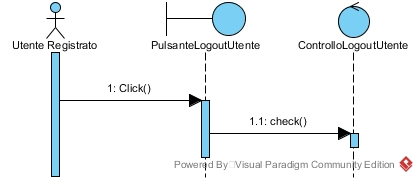 Utente Registrato
PulsanteLogoutUtente
ControlloLogoutUtente
1: Click()
1.1: check()
Powered By Visual Paradigm Community Edition